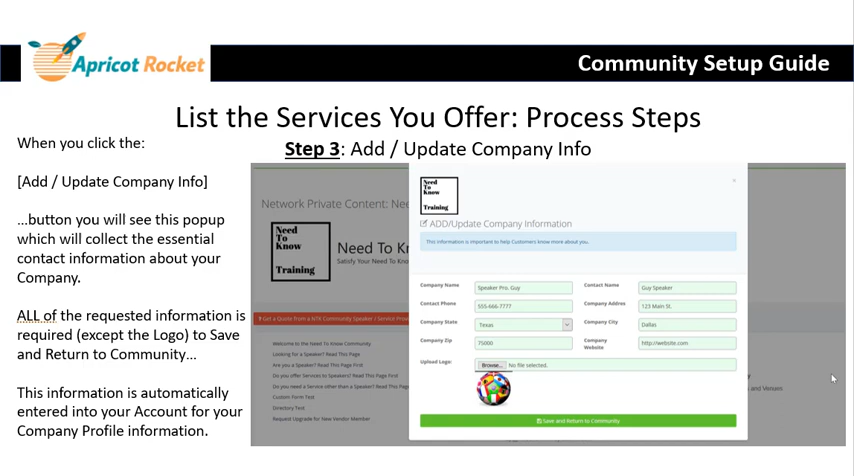 Apricot Rocket
Community Setup Guide
List the Services You Offer: Process Steps
Step 3: Add / Update Company Info
When you click the:
[Add / Update Company Info]
...button you will see this popup
which will collect the essential
contact information about your
Company.
ALL of the requested information is
required (except the Logo) to Save
and Return to Community...
This information is automatically
entered into your Account for your
Company Profile information.
Network Private Content: Nee
Need
To
Know
Training
Need To Kn
Satisfy Your Need To Kno
Get a Quote from a NTK Community Speaker / Service Provi
Welcome to the Need To Know Community
Looking for a Speaker? Read This Page
Are you a Speaker? Read This Page First
Do you offer Services to Speakers? Read This Page First
Do you need a Service other than a Speaker? Read This Page
Custom Form Test
Directory Test
Request Upgrade for New Vendor Member
Need
To
Know
Training
ADD/Update Company Information
This information is important to help Customers know more about you.
Company Name Speaker Pro. Guy Contact Name Guy Speaker
Contact Phone 555-666-7777 Company Addres 123 Main St.
Company State Texas Company City Dallas
Company Zip 75000 Company Website http://website.com
Upload Logo: Browse... No file selected.
Save and Return to Community